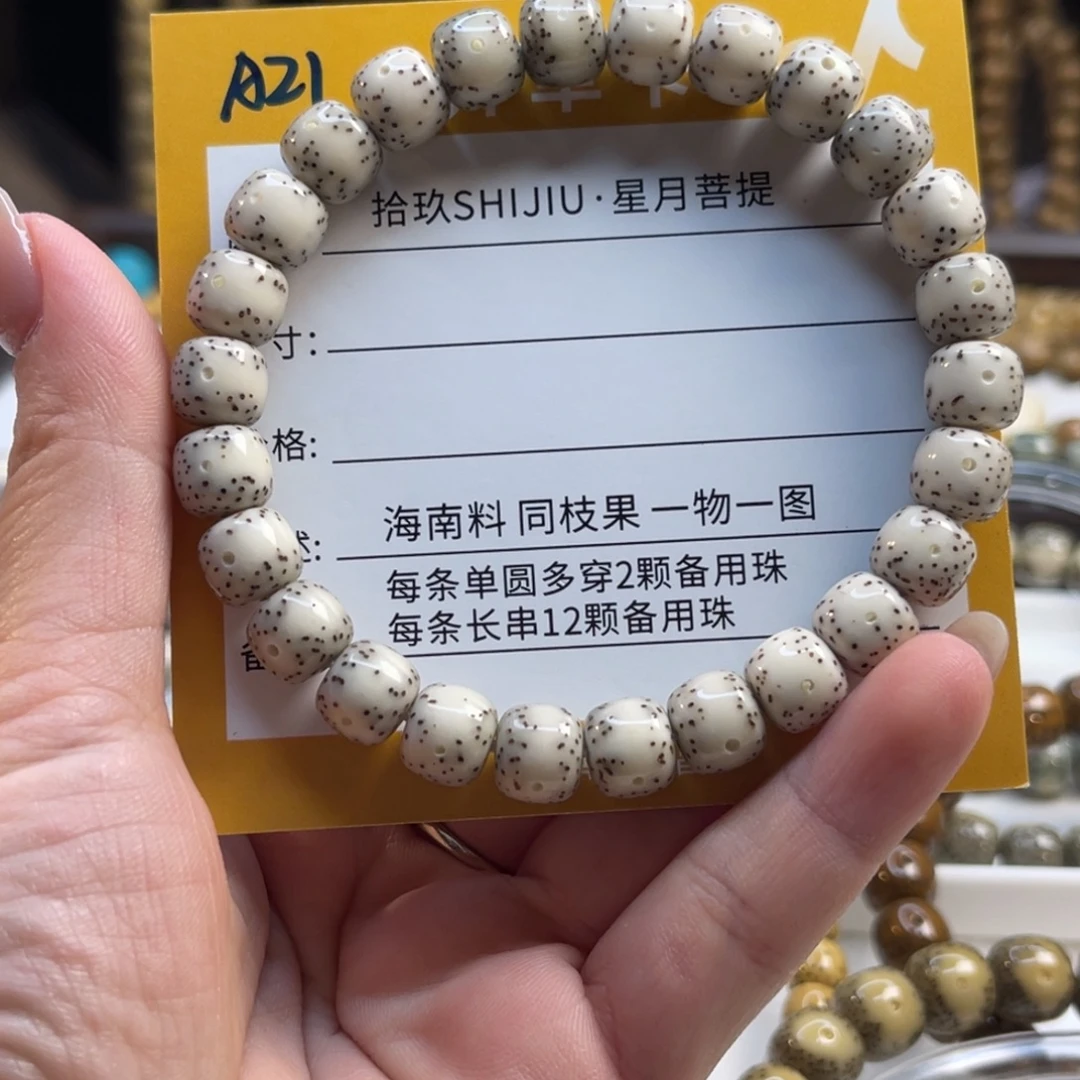 A21
拾玖SHIJIU·星月菩提
寸:
格:
海南料 同枝果 一物一图
述:
每条单圆多穿2颗备用珠
每条长串12颗备用珠